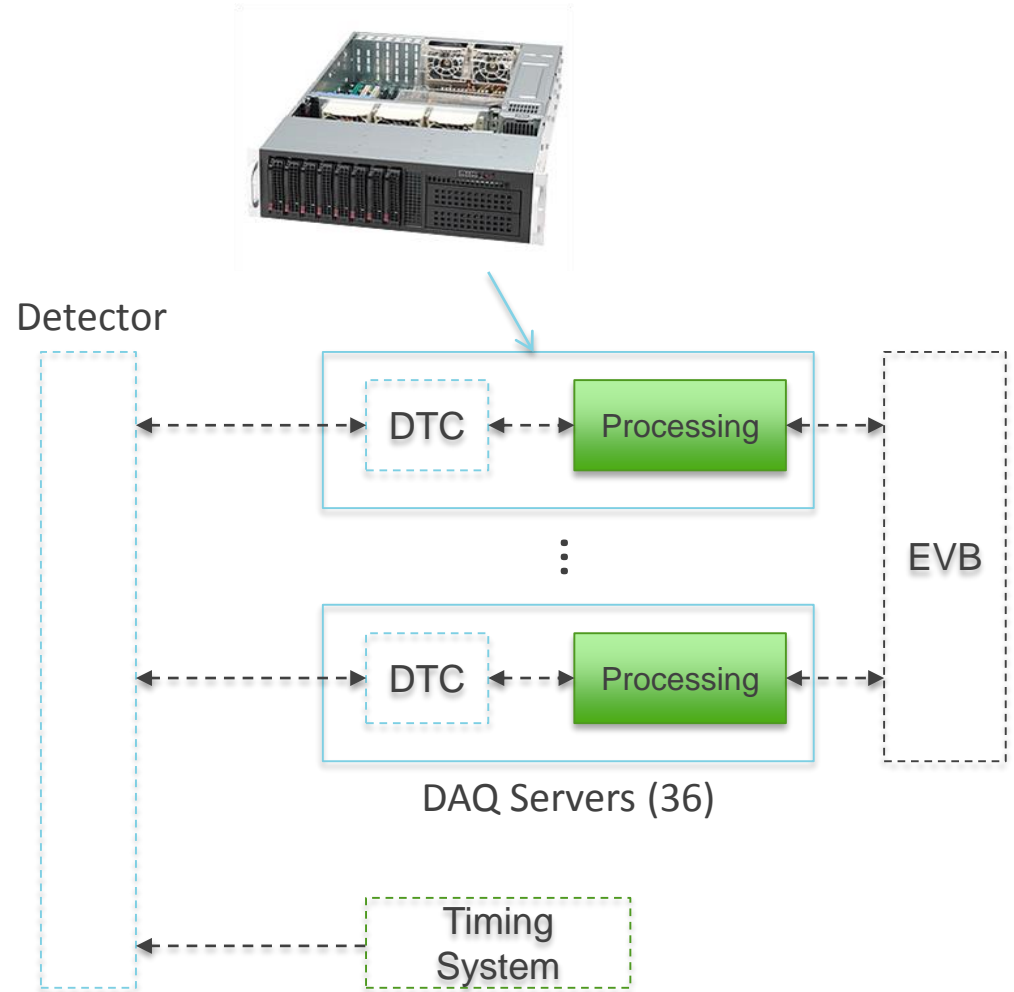 Detector
DTC
Processing
EVB
DTC
Processing
DAQ Servers (36)
Timing
System